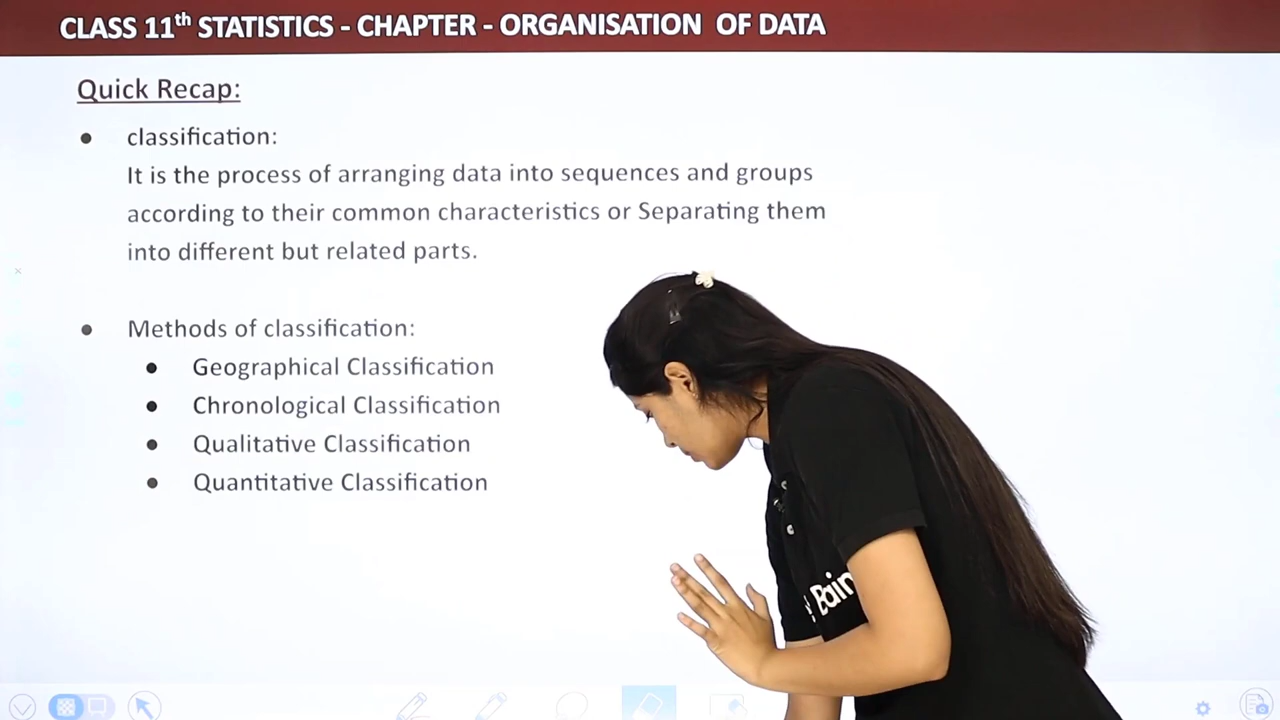 CLASS 11th STATISTICS - CHAPTER - ORGANISATION OF DATA
Quick Recap:
● classification:
It is the process of arranging data into sequences and groups
according to their common characteristics or Separating them
into different but related parts.
● Methods of classification:
● Geographical Classification
● Chronological Classification
● Qualitative Classification
● Quantitative Classification